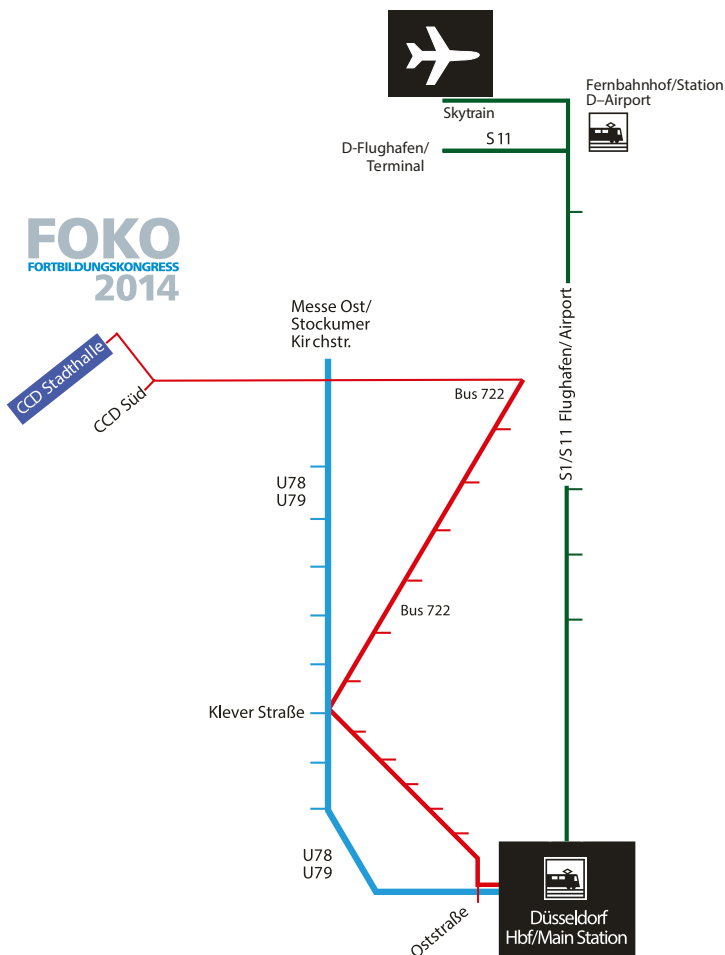 Fernbahnhof/Station
D–Airport
Skytrain
S 11
D-Flughafen/
Terminal
FOKO
FORTBILDUNGSKONGRESS
2014
Messe Ost/
Stockumer
Kirchstr.
S1/S11 Flughafen/Airport
CCD Stadthalle
CCD Süd
Bus 722
U78
U79
Bus 722
Klever Straße
U78
U79
Oststraße
Düsseldorf
Hbf/Main Station